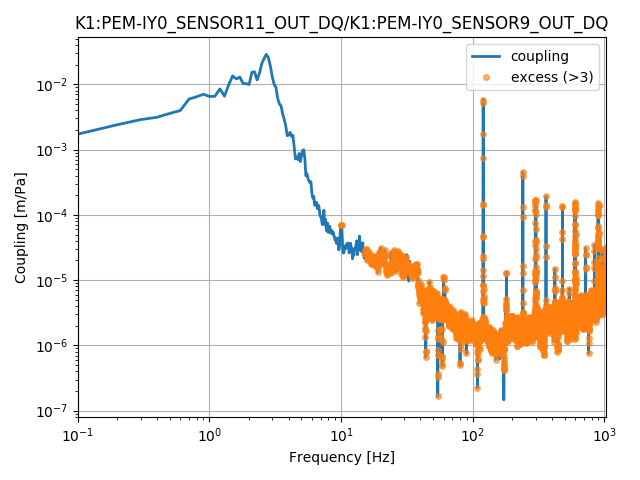 K1:PEM-IY0_SENSOR11_OUT_DQ/K1:PEM-IY0_SENSOR9_OUT_DQ
coupling
excess (>3)
Coupling [m/Pa]
10⁻²
10⁻³
10⁻⁴
10⁻⁵
10⁻⁶
10⁻⁷
10⁻¹ 10⁰ 10¹ 10² 10³
Frequency [Hz]